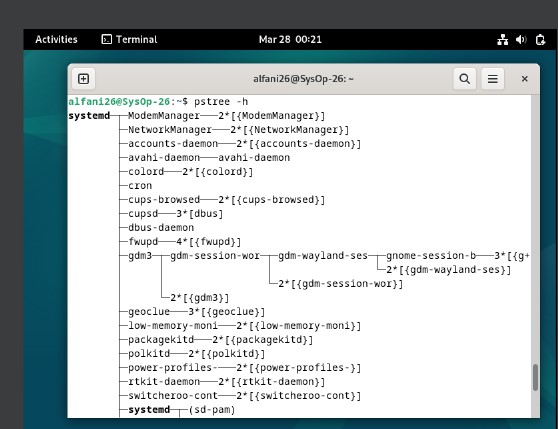 Activities Terminal Mar 28 00:21
alfani26@SysOp-26: ~
alfani26@SysOp-26:~$ pstree -h
systemd─┬─ModemManager───2*[{ModemManager}]
├─NetworkManager───2*[{NetworkManager}]
├─accounts-daemon───2*[{accounts-daemon}]
├─avahi-daemon───avahi-daemon
├─colord───2*[{colord}]
├─cron
├─cups-browsed───2*[{cups-browsed}]
├─cupsd───3*[dbus]
├─dbus-daemon
├─fwupd───4*[{fwupd}]
├─gdm3─┬─gdm-session-wor─┬─gdm-wayland-ses─┬─gnome-session-b───3*[{g+
│ │ │ └─2*[{gdm-wayland-ses}]
│ │ └─2*[{gdm-session-wor}]
│ └─2*[{gdm3}]
├─geoclue───3*[{geoclue}]
├─low-memory-moni───2*[{low-memory-moni}]
├─packagekitd───2*[{packagekitd}]
├─polkitd───2*[{polkitd}]
├─power-profiles-───2*[{power-profiles-}]
├─rtkit-daemon───2*[{rtkit-daemon}]
├─switcheroo-cont───2*[{switcheroo-cont}]
├─systemd─┬─(sd-pam)